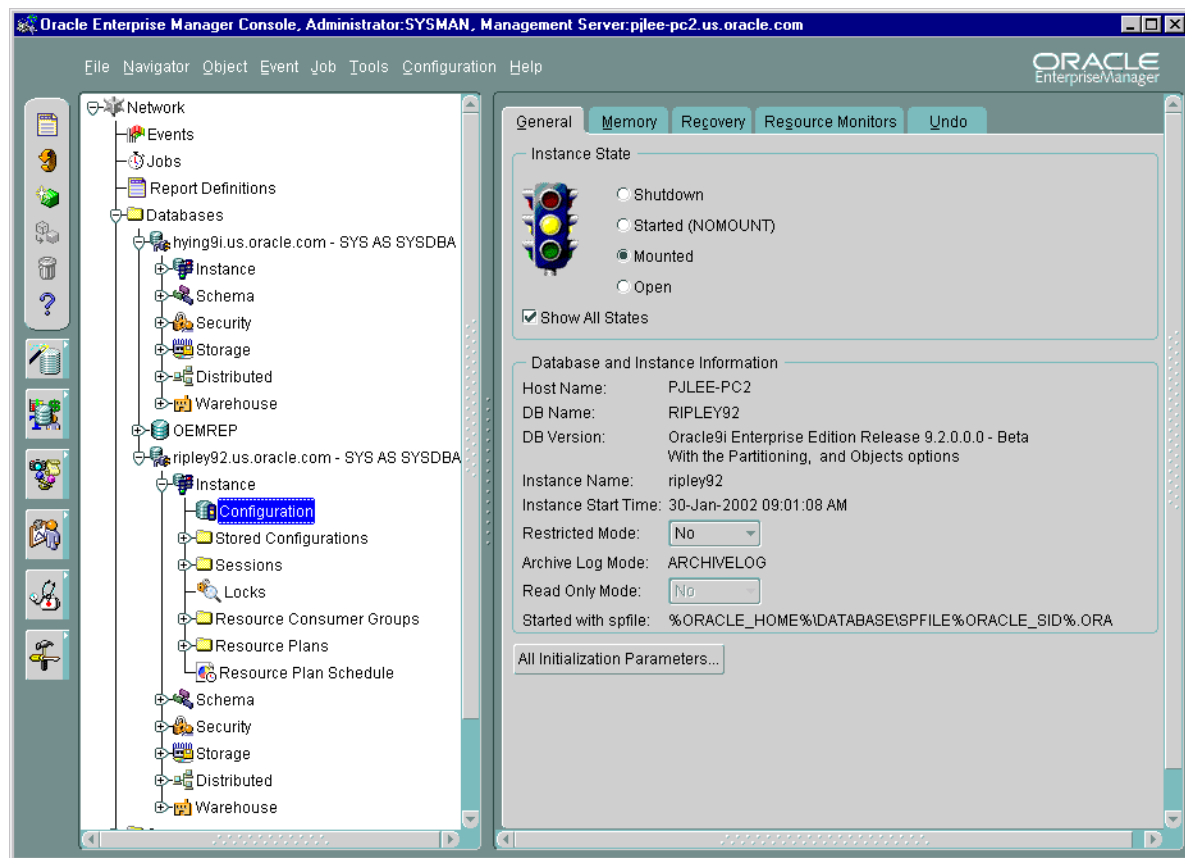 Oracle Enterprise Manager Console, Administrator:SYSMAN, Management Server:pjlee-pc2.us.oracle.com
File Navigator Object Event Job Tools Configuration Help
ORACLE
EnterpriseManager
Network
Events
Jobs
Report Definitions
Databases
hying9i.us.oracle.com - SYS AS SYSDBA
Instance
Schema
Security
Storage
Distributed
Warehouse
OEMREP
ripley92.us.oracle.com - SYS AS SYSDBA
Instance
Configuration
Stored Configurations
Sessions
Locks
Resource Consumer Groups
Resource Plans
Resource Plan Schedule
Schema
Security
Storage
Distributed
Warehouse
General Memory Recovery Resource Monitors Undo
Instance State
Shutdown
Started (NOMOUNT)
Mounted
Open
Show All States
Database and Instance Information
Host Name: PJLEE-PC2
DB Name: RIPLEY92
DB Version: Oracle9i Enterprise Edition Release 9.2.0.0.0 - Beta
With the Partitioning, and Objects options
Instance Name: ripley92
Instance Start Time: 30-Jan-2002 09:01:08 AM
Restricted Mode: No
Archive Log Mode: ARCHIVELOG
Read Only Mode: No
Started with spfile: %ORACLE_HOME%\DATABASE\SPFILE%ORACLE_SID%.ORA
All Initialization Parameters...